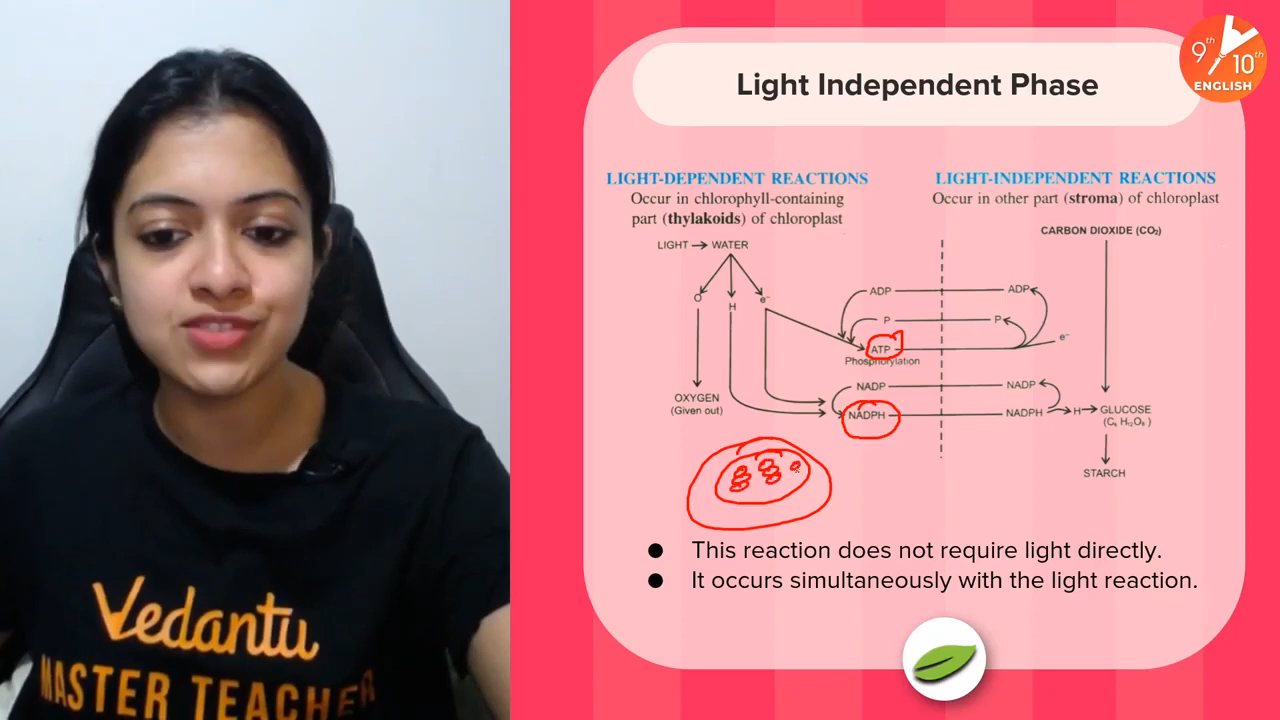 9th 10th
ENGLISH
Light Independent Phase
LIGHT-DEPENDENT REACTIONS
Occur in chlorophyll-containing
part (thylakoids) of chloroplast
LIGHT-INDEPENDENT REACTIONS
Occur in other part (stroma) of chloroplast
CARBON DIOXIDE (CO₂)
LIGHT → WATER
O H e⁻
ADP ADP
P P
e⁻
ATP
Phosphorylation
NADP NADP
OXYGEN
(Given out)
NADPH NADPH → H → GLUCOSE
(C₆ H₁₂O₆)
STARCH
● This reaction does not require light directly.
● It occurs simultaneously with the light reaction.
Vedantu
MASTER TEACHER